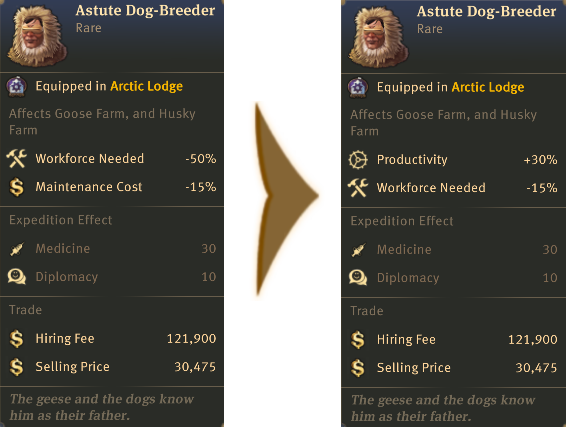 Astute Dog-Breeder
Rare
Equipped in Arctic Lodge
Affects Goose Farm, and Husky
Farm
Workforce Needed -50%
Maintenance Cost -15%
Expedition Effect
Medicine 30
Diplomacy 10
Trade
Hiring Fee 121,900
Selling Price 30,475
The geese and the dogs know
him as their father.
Astute Dog-Breeder
Rare
Equipped in Arctic Lodge
Affects Goose Farm, and Husky
Farm
Productivity +30%
Workforce Needed -15%
Expedition Effect
Medicine 30
Diplomacy 10
Trade
Hiring Fee 121,900
Selling Price 30,475
The geese and the dogs know
him as their father.